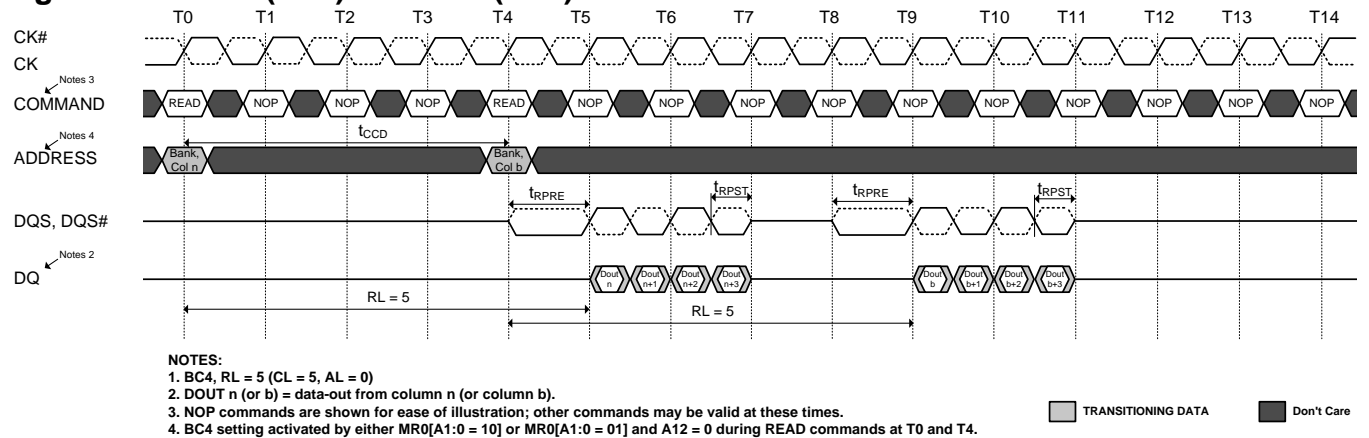 T0 T1 T2 T3 T4 T5 T6 T7 T8 T9 T10 T11 T12 T13 T14
CK#
CK
Notes 3
COMMAND READ NOP NOP NOP READ NOP NOP NOP NOP NOP NOP NOP NOP NOP NOP
tCCD
Notes 4
ADDRESS
Bank, Col n
Bank, Col b
tRPRE tRPST tRPRE tRPST
DQS, DQS#
Notes 2
DQ
Dout n
Dout n+1
Dout n+2
Dout n+3
Dout b
Dout b+1
Dout b+2
Dout b+3
RL = 5
RL = 5
NOTES:
1. BC4, RL = 5 (CL = 5, AL = 0)
2. DOUT n (or b) = data-out from column n (or column b).
3. NOP commands are shown for ease of illustration; other commands may be valid at these times.
4. BC4 setting activated by either MR0[A1:0 = 10] or MR0[A1:0 = 01] and A12 = 0 during READ commands at T0 and T4.
TRANSITIONING DATA
Don't Care